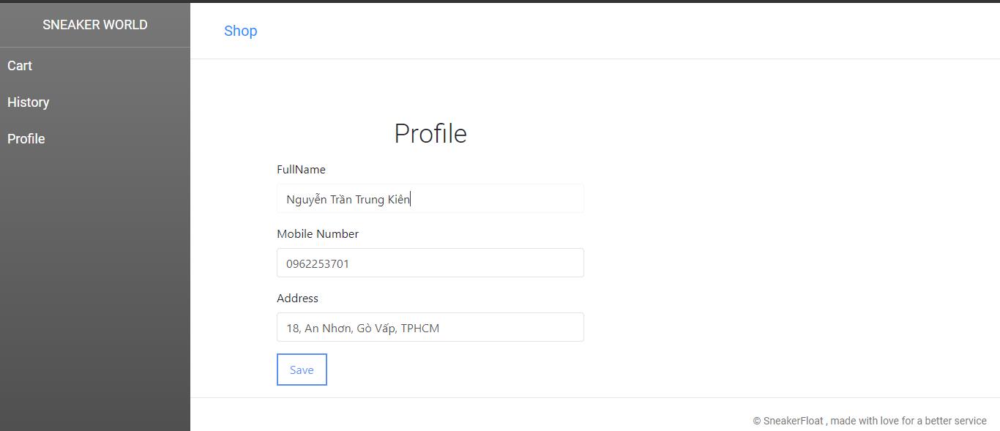 SNEAKER WORLD
Cart
History
Profile
Shop
Profile
FullName
Nguyễn Trần Trung Kiên
Mobile Number
0962253701
Address
18, An Nhơn, Gò Vấp, TPHCM
Save
© SneakerFloat , made with love for a better service